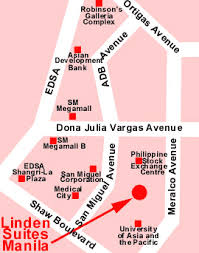 Robinson's
Galleria
Complex
Ortigas Avenue
EDSA
ADB Avenue
Asian
Development
Bank
SM
Megamall
Dona Julia Vargas Avenue
SM
Megamall B
EDSA
Shangri-La
Plaza
San Miguel
Corporation
Medical
City
San Miguel Avenue
Philippine
Stock
Exchange
Centre
Meralco Avenue
Shaw Boulevard
Linden
Suites
Manila
University of
Asia and
the Pacific